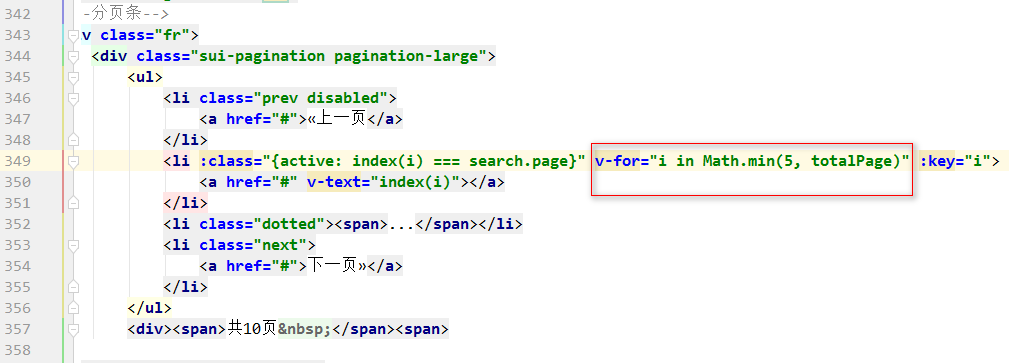 342 -分页条-->
343 v class="fr">
344 <div class="sui-pagination pagination-large">
345 <ul>
346 <li class="prev disabled">
347 <a href="#">«上一页</a>
348 </li>
349 <li :class="{active: index(i) === search.page}" v-for="i in Math.min(5, totalPage)" :key="i">
350 <a href="#" v-text="index(i)"></a>
351 </li>
352 <li class="dotted"><span>...</span></li>
353 <li class="next">
354 <a href="#">下一页»</a>
355 </li>
356 </ul>
357 <div><span>共10页&nbsp;</span><span>
358